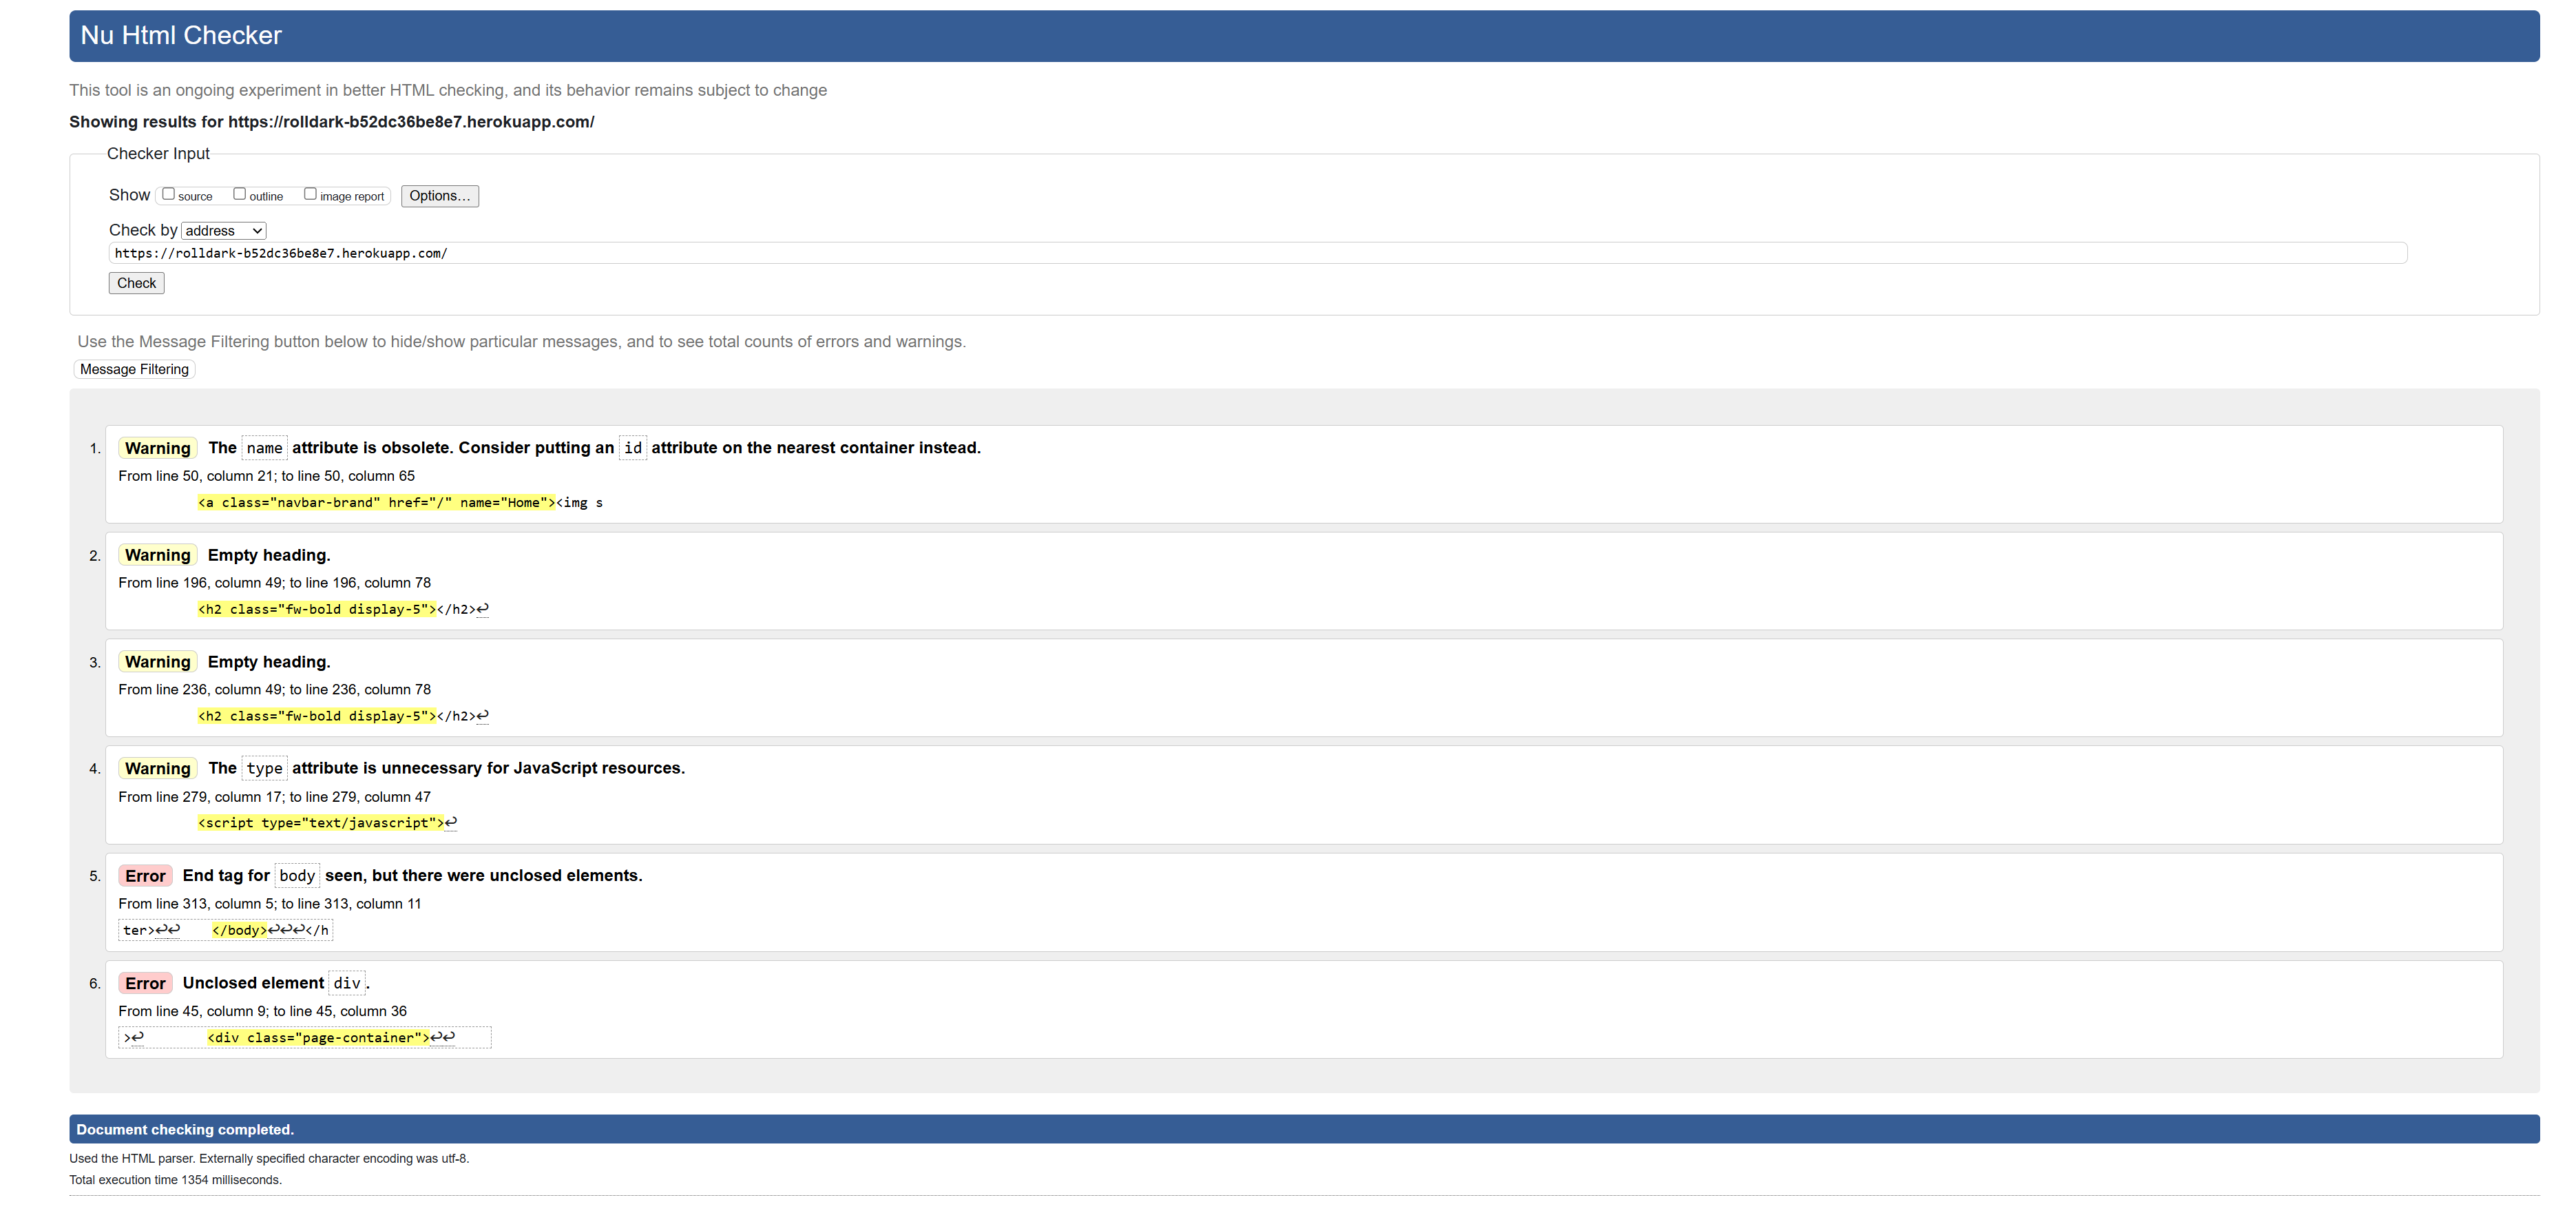 Nu Html Checker
This tool is an ongoing experiment in better HTML checking, and its behavior remains subject to change
Showing results for https://rolldark-b52dc36be8e7.herokuapp.com/
Checker Input
Show source outline image report Options...
Check by address
https://rolldark-b52dc36be8e7.herokuapp.com/
Check
Use the Message Filtering button below to hide/show particular messages, and to see total counts of errors and warnings.
Message Filtering
1. Warning The name attribute is obsolete. Consider putting an id attribute on the nearest container instead.
From line 50, column 21; to line 50, column 65
<a class="navbar-brand" href="/" name="Home"><img s
2. Warning Empty heading.
From line 196, column 49; to line 196, column 78
<h2 class="fw-bold display-5"></h2>↩
3. Warning Empty heading.
From line 236, column 49; to line 236, column 78
<h2 class="fw-bold display-5"></h2>↩
4. Warning The type attribute is unnecessary for JavaScript resources.
From line 279, column 17; to line 279, column 47
<script type="text/javascript">↩
5. Error End tag for body seen, but there were unclosed elements.
From line 313, column 5; to line 313, column 11
ter>↩↩ </body>↩↩↩</h
6. Error Unclosed element div.
From line 45, column 9; to line 45, column 36
>↩ <div class="page-container">↩↩
Document checking completed.
Used the HTML parser. Externally specified character encoding was utf-8.
Total execution time 1354 milliseconds.